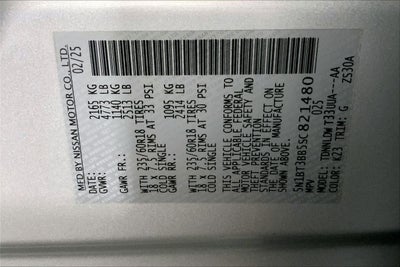 MFD BY NISSAN MOTOR CO., LTD.
DATE: 02/25
GVWR: 2165 KG
4773 LB
GAWR FR.: 1140 KG
2513 LB
WITH 235/60R18 TIRES
18 X 7.5 RIMS AT 33 PSI
COLD SINGLE
GAWR RR.: 1095 KG
2414 LB
WITH 235/60R18 TIRES
18 X 7.5 RIMS AT 30 PSI
COLD SINGLE
THIS VEHICLE CONFORMS TO
ALL APPLICABLE FEDERAL
MOTOR VEHICLE SAFETY AND
THEFT PREVENTION
STANDARDS IN EFFECT ON
THE DATE OF MANUFACTURE
SHOWN ABOVE.
5N1BT3BB5SC821480
MPV 025
MODEL: TDWNLDW T33UUA----AA
COLOR: K23 TRIM: G ZS30A